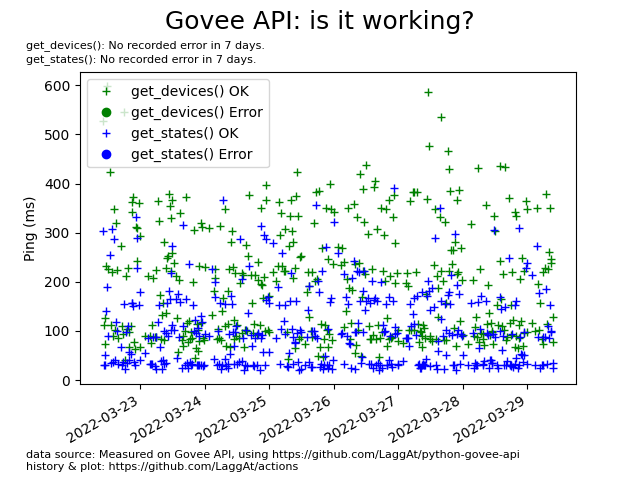 Govee API: is it working?
get_devices(): No recorded error in 7 days.
get_states(): No recorded error in 7 days.
600
500
400
300
200
100
0
Ping (ms)
get_devices() OK
get_devices() Error
get_states() OK
get_states() Error
2022-03-23
2022-03-24
2022-03-25
2022-03-26
2022-03-27
2022-03-28
2022-03-29
data source: Measured on Govee API, using https://github.com/LaggAt/python-govee-api
history & plot: https://github.com/LaggAt/actions